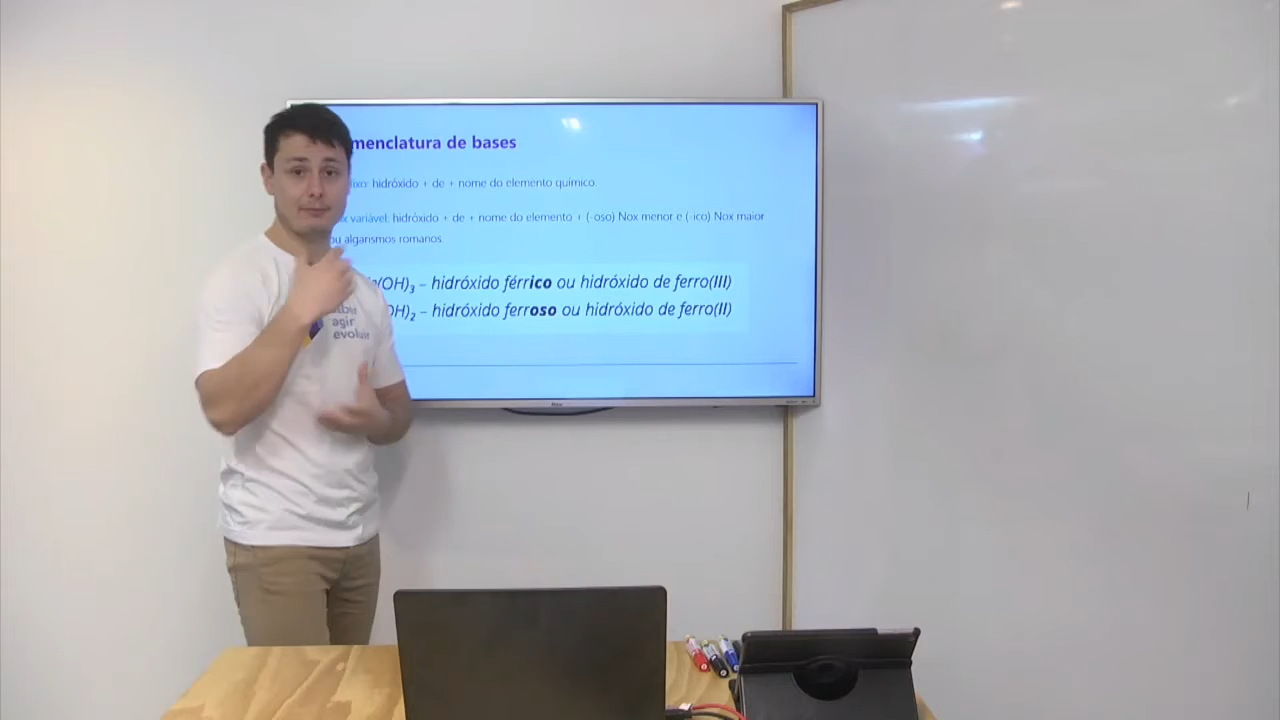 menclatura de bases
ixo: hidróxido + de + nome do elemento químico.
variável: hidróxido + de + nome do elemento + (-oso) Nox menor e (-ico) Nox maior
ou algarismos romanos.
(OH)3 – hidróxido férrico ou hidróxido de ferro(III)
OH)2 – hidróxido ferroso ou hidróxido de ferro(II)
agir